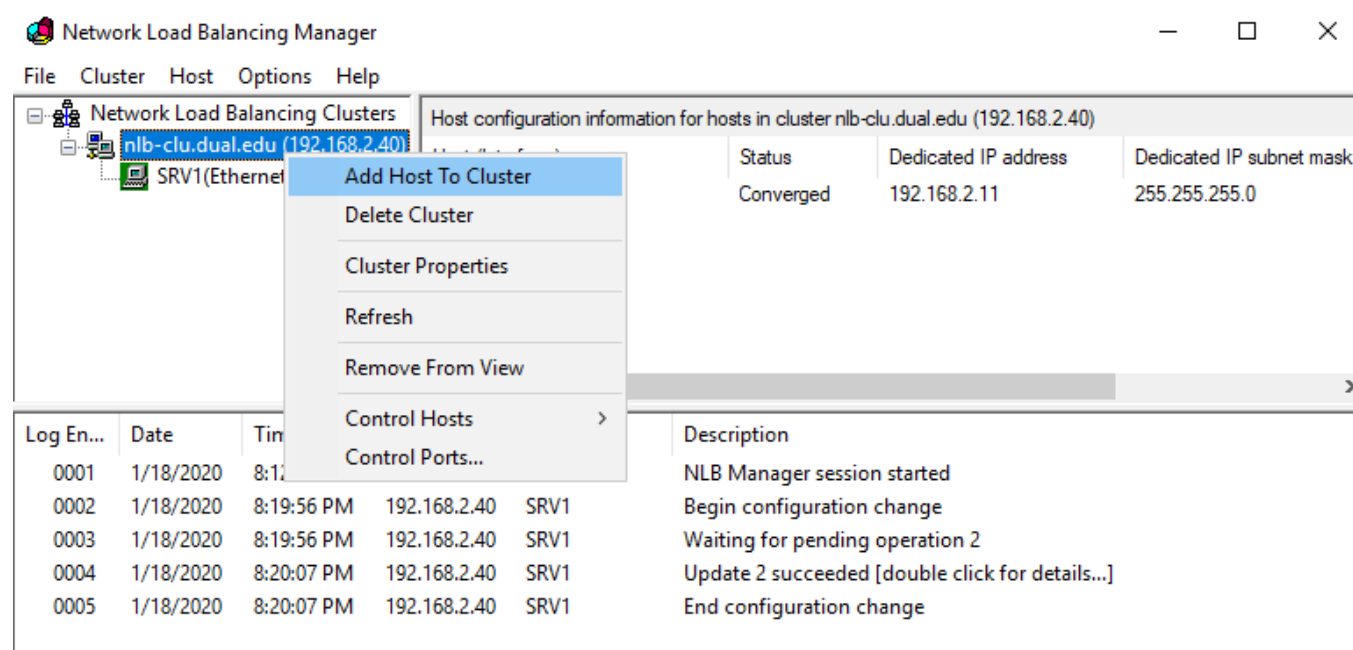 Network Load Balancing Manager
File Cluster Host Options Help
Network Load Balancing Clusters
nlb-clu.dual.edu (192.168.2.40)
SRV1(Ethernet
Host configuration information for hosts in cluster nlb-clu.dual.edu (192.168.2.40)
Status Dedicated IP address Dedicated IP subnet mask
Converged 192.168.2.11 255.255.255.0
Add Host To Cluster
Delete Cluster
Cluster Properties
Refresh
Remove From View
Control Hosts
Control Ports...
Log En... Date Description
0001 1/18/2020 NLB Manager session started
0002 1/18/2020 8:19:56 PM 192.168.2.40 SRV1 Begin configuration change
0003 1/18/2020 8:19:56 PM 192.168.2.40 SRV1 Waiting for pending operation 2
0004 1/18/2020 8:20:07 PM 192.168.2.40 SRV1 Update 2 succeeded [double click for details...]
0005 1/18/2020 8:20:07 PM 192.168.2.40 SRV1 End configuration change